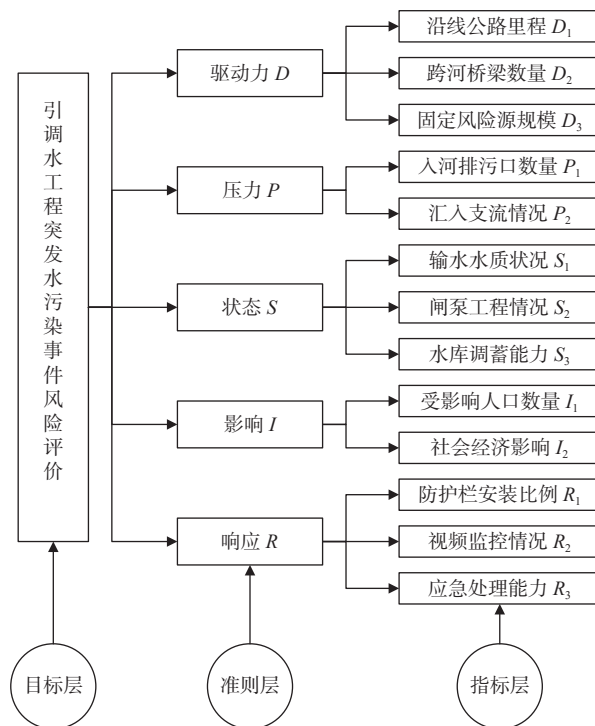 引调水工程突发水污染事件风险评价
驱动力 D
压力 P
状态 S
影响 I
响应 R
沿线公路里程 D₁
跨河桥梁数量 D₂
固定风险源规模 D₃
入河排污口数量 P₁
汇入支流情况 P₂
输水水质状况 S₁
闸泵工程情况 S₂
水库调蓄能力 S₃
受影响人口数量 I₁
社会经济影响 I₂
防护栏安装比例 R₁
视频监控情况 R₂
应急处理能力 R₃
目标层
准则层
指标层